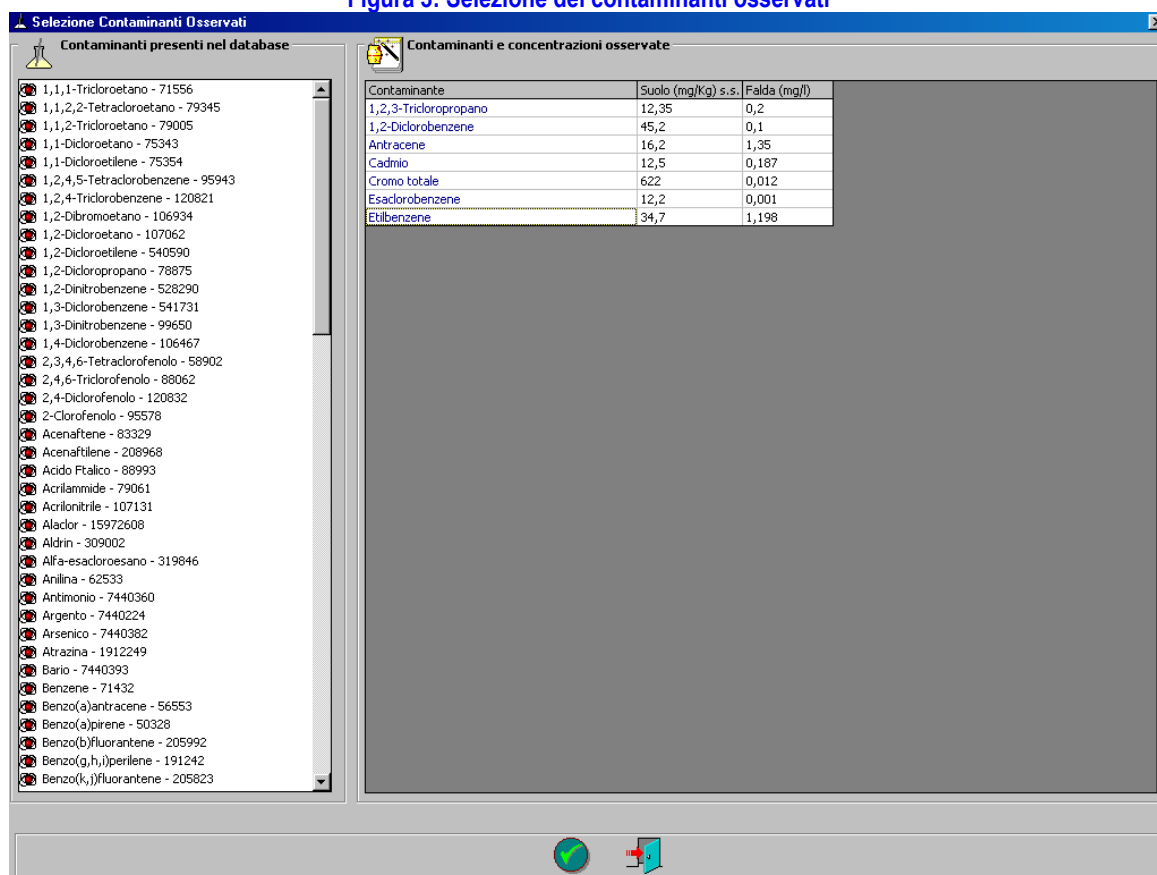 Figura 5: Selezione dei contaminanti osservati
Selezione Contaminanti Osservati
Contaminanti presenti nel database
1,1,1-Tricloroetano - 71556
1,1,2,2-Tetracloroetano - 79345
1,1,2-Tricloroetano - 79005
1,1-Dicloroetano - 75343
1,1-Dicloroetilene - 75354
1,2,4,5-Tetraclorobenzene - 95943
1,2,4-Triclorobenzene - 120821
1,2-Dibromoetano - 106934
1,2-Dicloroetano - 107062
1,2-Dicloroetilene - 540590
1,2-Dicloropropano - 78875
1,2-Dinitrobenzene - 528290
1,3-Diclorobenzene - 541731
1,3-Dinitrobenzene - 99650
1,4-Diclorobenzene - 106467
2,3,4,6-Tetraclorofenolo - 58902
2,4,6-Triclorofenolo - 88062
2,4-Diclorofenolo - 120832
2-Clorofenolo - 95578
Acenaftene - 83329
Acenaftilene - 208968
Acido Ftalico - 88993
Acrilammide - 79061
Acrilonitrile - 107131
Alaclor - 15972608
Aldrin - 309002
Alfa-esacloroesano - 319846
Anilina - 62533
Antimonio - 7440360
Argento - 7440224
Arsenico - 7440382
Atrazina - 1912249
Bario - 7440393
Benzene - 71432
Benzo(a)antracene - 56553
Benzo(a)pirene - 50328
Benzo(b)fluorantene - 205992
Benzo(g,h,i)perilene - 191242
Benzo(k,j)fluorantene - 205823
Contaminanti e concentrazioni osservate
Contaminante Suolo (mg/Kg) s.s. Falda (mg/l)
1,2,3-Tricloropropano 12,35 0,2
1,2-Diclorobenzene 45,2 0,1
Antracene 16,2 1,35
Cadmio 12,5 0,187
Cromo totale 622 0,012
Esaclorobenzene 12,2 0,001
Etilbenzene 34,7 1,198